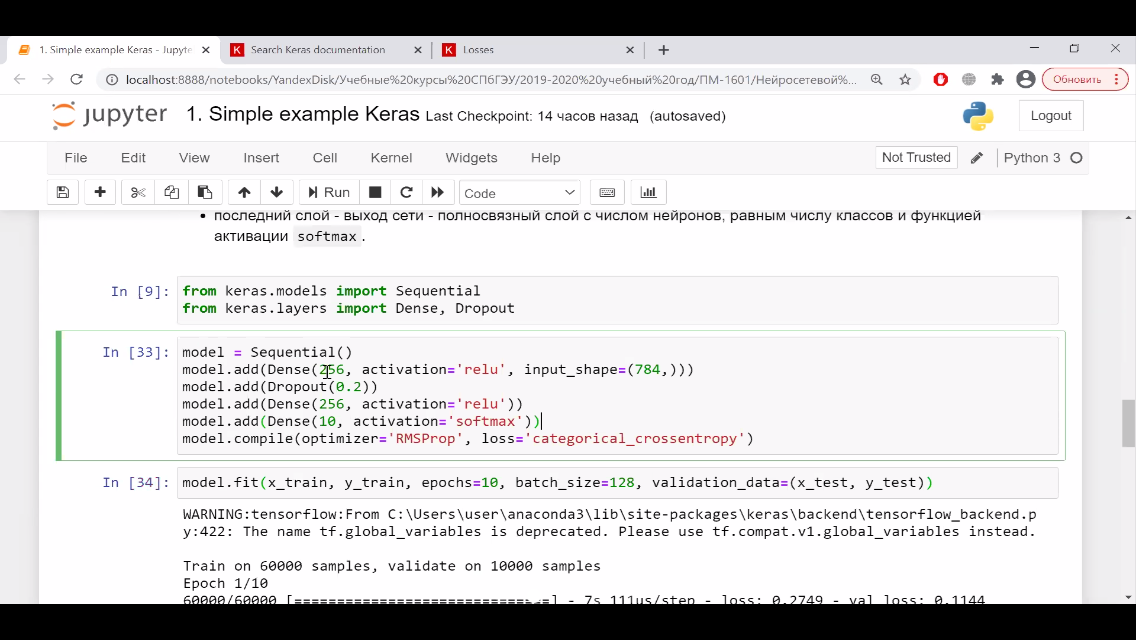 1. Simple example Keras - Jupyte
Search Keras documentation
Losses
localhost:8888/notebooks/YandexDisk/Учебные%20курсы%20СПбГЭУ/2019-2020%20учебный%20год/ПМ-1601/Нейросетевой%...
Обновить
jupyter 1. Simple example Keras Last Checkpoint: 14 часов назад (autosaved)
Logout
File Edit View Insert Cell Kernel Widgets Help
Not Trusted
Python 3
Run
Code
последний слой - выход сети - полносвязный слой с числом нейронов, равным числу классов и функцией
активации softmax.
In [9]: from keras.models import Sequential
from keras.layers import Dense, Dropout
In [33]: model = Sequential()
model.add(Dense(256, activation='relu', input_shape=(784,)))
model.add(Dropout(0.2))
model.add(Dense(256, activation='relu'))
model.add(Dense(10, activation='softmax'))
model.compile(optimizer='RMSProp', loss='categorical_crossentropy')
In [34]: model.fit(x_train, y_train, epochs=10, batch_size=128, validation_data=(x_test, y_test))
WARNING:tensorflow:From C:\Users\user\anaconda3\lib\site-packages\keras\backend\tensorflow_backend.p
y:422: The name tf.global_variables is deprecated. Please use tf.compat.v1.global_variables instead.
Train on 60000 samples, validate on 10000 samples
Epoch 1/10
60000/60000 [==============================] - 7s 111us/step - loss: 0.2749 - val_loss: 0.1144